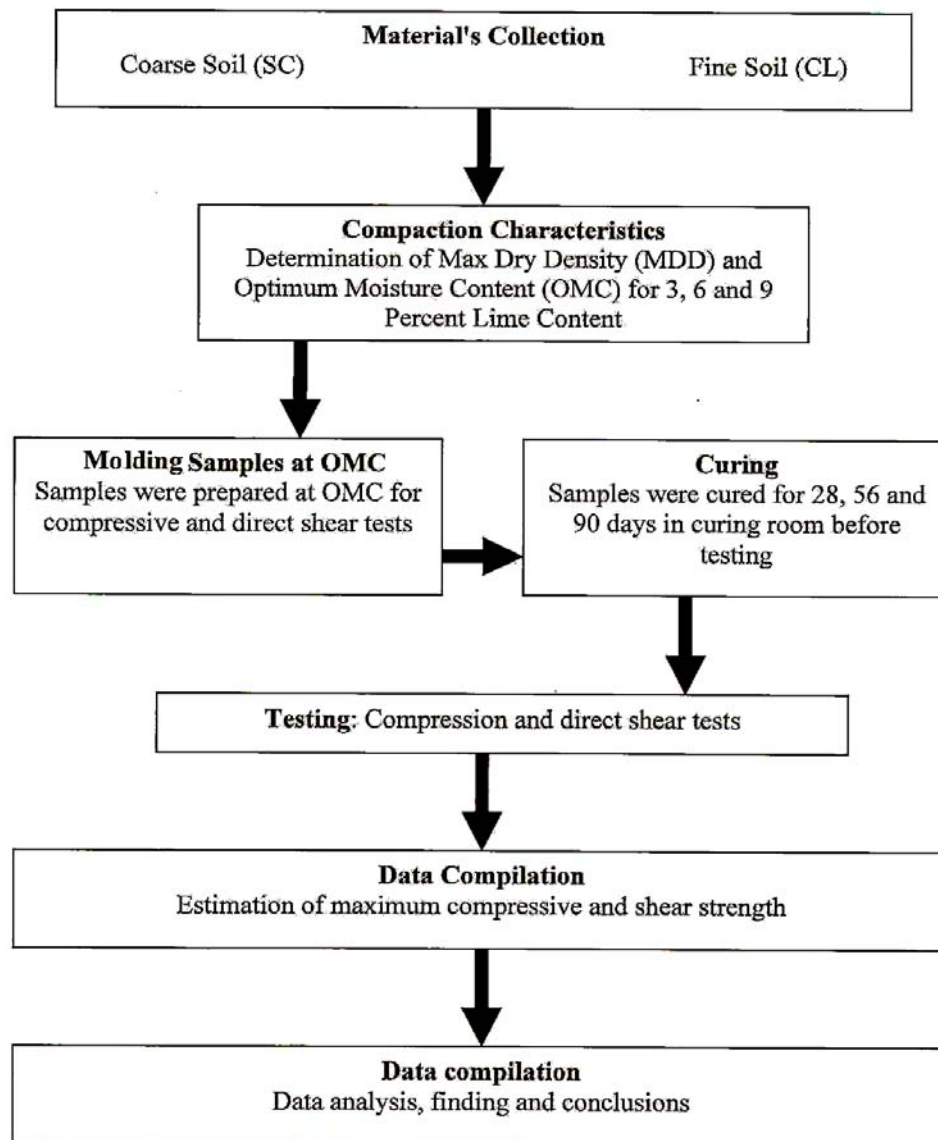 Material's Collection
Coarse Soil (SC) Fine Soil (CL)
Compaction Characteristics
Determination of Max Dry Density (MDD) and
Optimum Moisture Content (OMC) for 3, 6 and 9
Percent Lime Content
Molding Samples at OMC
Samples were prepared at OMC for
compressive and direct shear tests
Curing
Samples were cured for 28, 56 and
90 days in curing room before
testing
Testing: Compression and direct shear tests
Data Compilation
Estimation of maximum compressive and shear strength
Data compilation
Data analysis, finding and conclusions